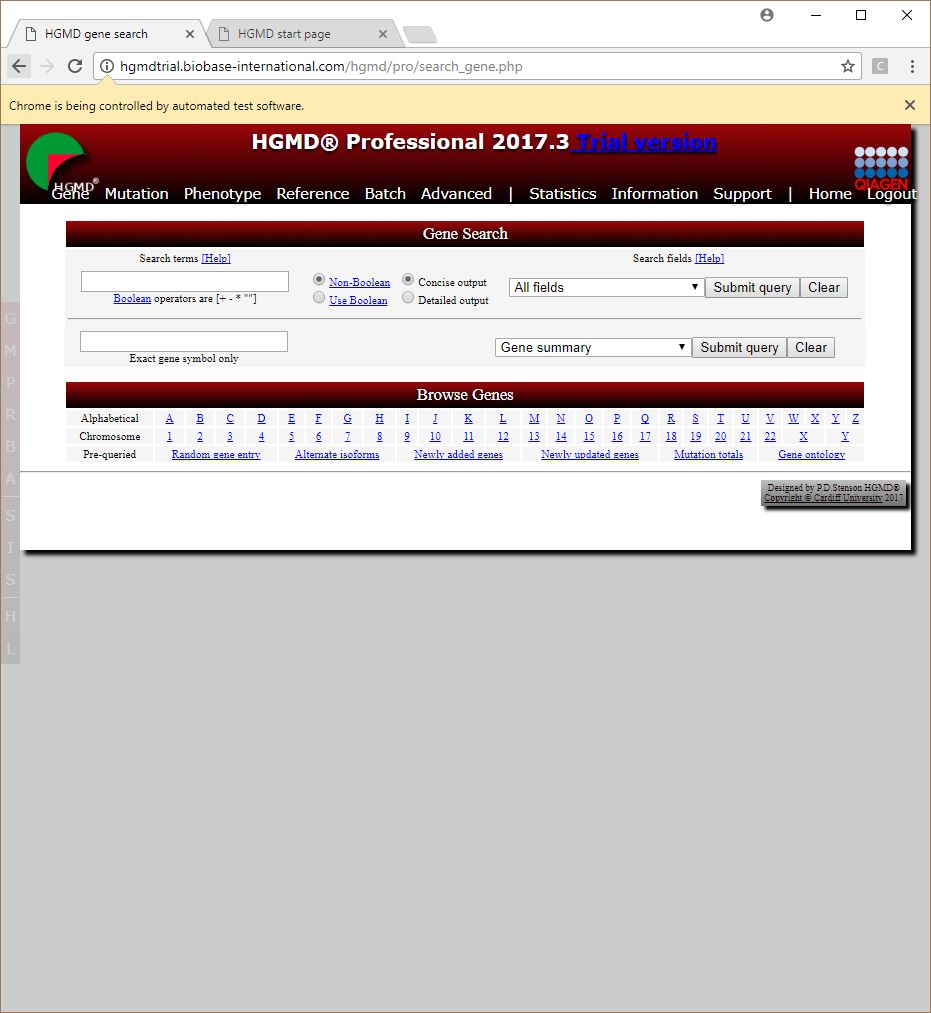 HGMD gene search
HGMD start page
hgmdtrial.biobase-international.com/hgmd/pro/search_gene.php
C
Chrome is being controlled by automated test software.
HGMD® Professional 2017.3 Trial version
HGMD®
QIAGEN
Gene Mutation Phenotype Reference Batch Advanced | Statistics Information Support | Home Logout
Gene Search
Search terms [Help]
Search fields [Help]
Non-Boolean Concise output
All fields Submit query Clear
Boolean operators are [+ - * ""]
Use Boolean Detailed output
Gene summary Submit query Clear
Exact gene symbol only
Browse Genes
Alphabetical A B C D E F G H I J K L M N O P Q R S T U V W X Y Z
Chromosome 1 2 3 4 5 6 7 8 9 10 11 12 13 14 15 16 17 18 19 20 21 22 X Y
Pre-queried Random gene entry Alternate isoforms Newly added genes Newly updated genes Mutation totals Gene ontology
Designed by P.D.Stenson HGMD®
Copyright © Cardiff University 2017
G
M
P
R
B
A
S
I
S
H
L